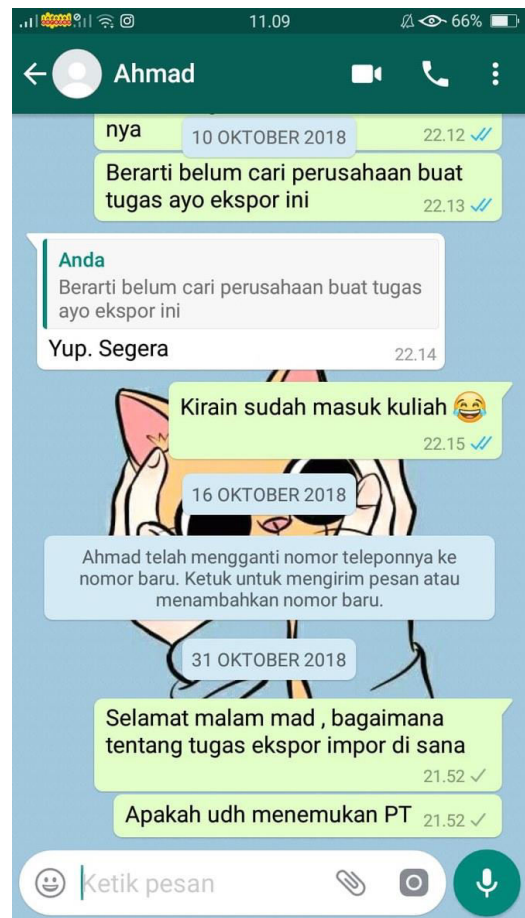 11.09
66%
Ahmad
nya
22.12
10 OKTOBER 2018
Berarti belum cari perusahaan buat
tugas ayo ekspor ini
22.13
Anda
Berarti belum cari perusahaan buat tugas
ayo ekspor ini
Yup. Segera
22.14
Kirain sudah masuk kuliah 😂
22.15
16 OKTOBER 2018
Ahmad telah mengganti nomor teleponnya ke
nomor baru. Ketuk untuk mengirim pesan atau
menambahkan nomor baru.
31 OKTOBER 2018
Selamat malam mad , bagaimana
tentang tugas ekspor impor di sana
21.52
Apakah udh menemukan PT
21.52
Ketik pesan